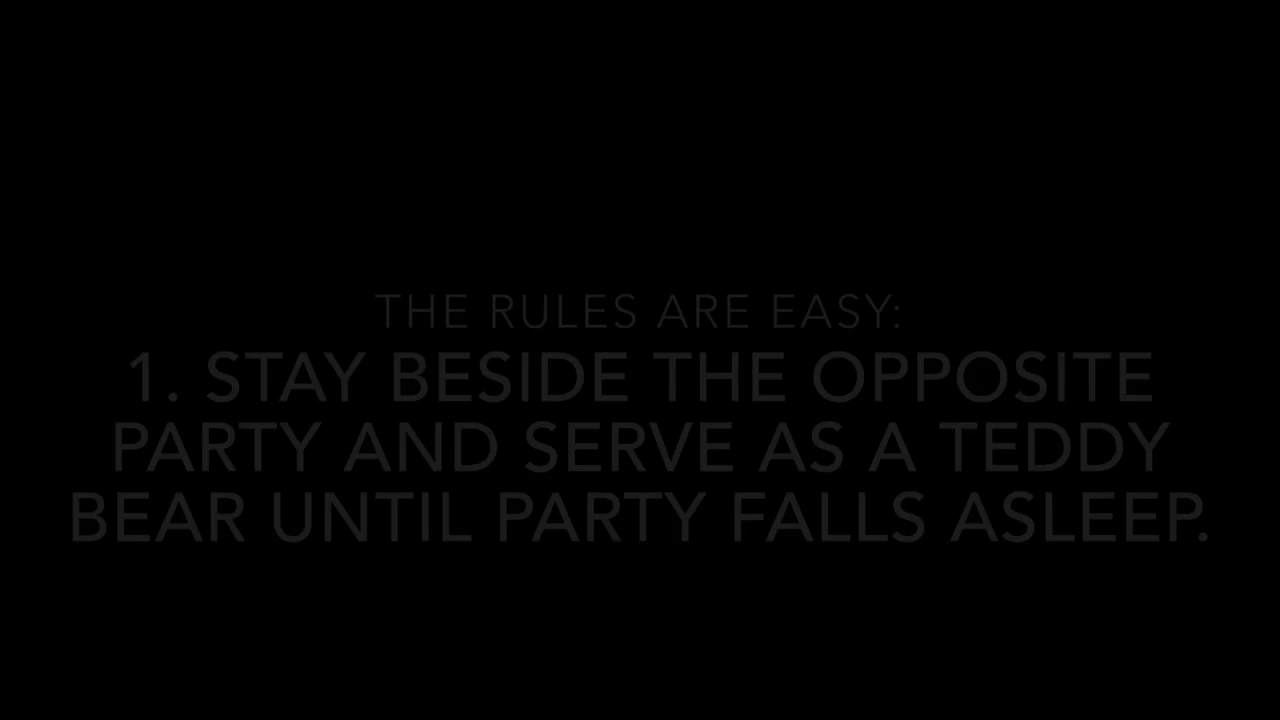 THE RULES ARE EASY:
1. STAY BESIDE THE OPPOSITE
PARTY AND SERVE AS A TEDDY
BEAR UNTIL PARTY FALLS ASLEEP.